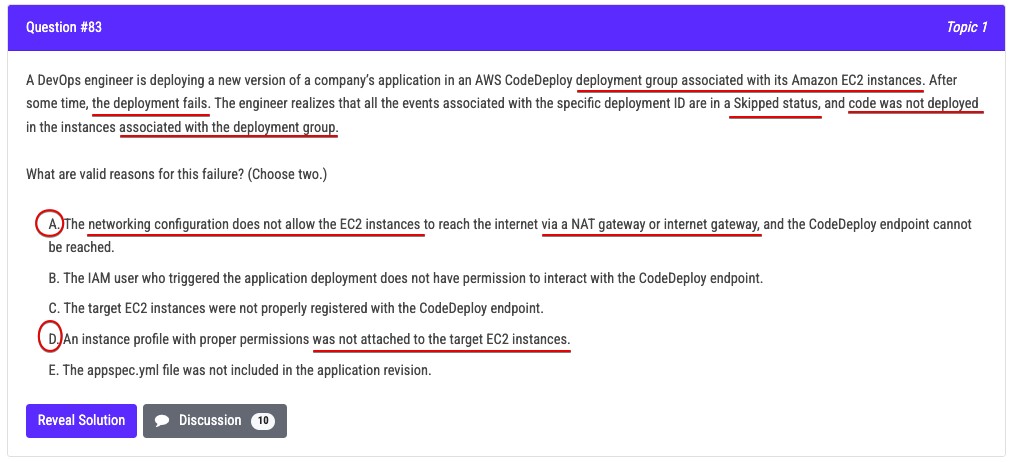 Question #83
Topic 1
A DevOps engineer is deploying a new version of a company's application in an AWS CodeDeploy deployment group associated with its Amazon EC2 instances. After
some time, the deployment fails. The engineer realizes that all the events associated with the specific deployment ID are in a Skipped status, and code was not deployed
in the instances associated with the deployment group.
What are valid reasons for this failure? (Choose two.)
A. The networking configuration does not allow the EC2 instances to reach the internet via a NAT gateway or internet gateway, and the CodeDeploy endpoint cannot
be reached.
B. The IAM user who triggered the application deployment does not have permission to interact with the CodeDeploy endpoint.
C. The target EC2 instances were not properly registered with the CodeDeploy endpoint.
D. An instance profile with proper permissions was not attached to the target EC2 instances.
E. The appspec.yml file was not included in the application revision.
Reveal Solution
Discussion 10